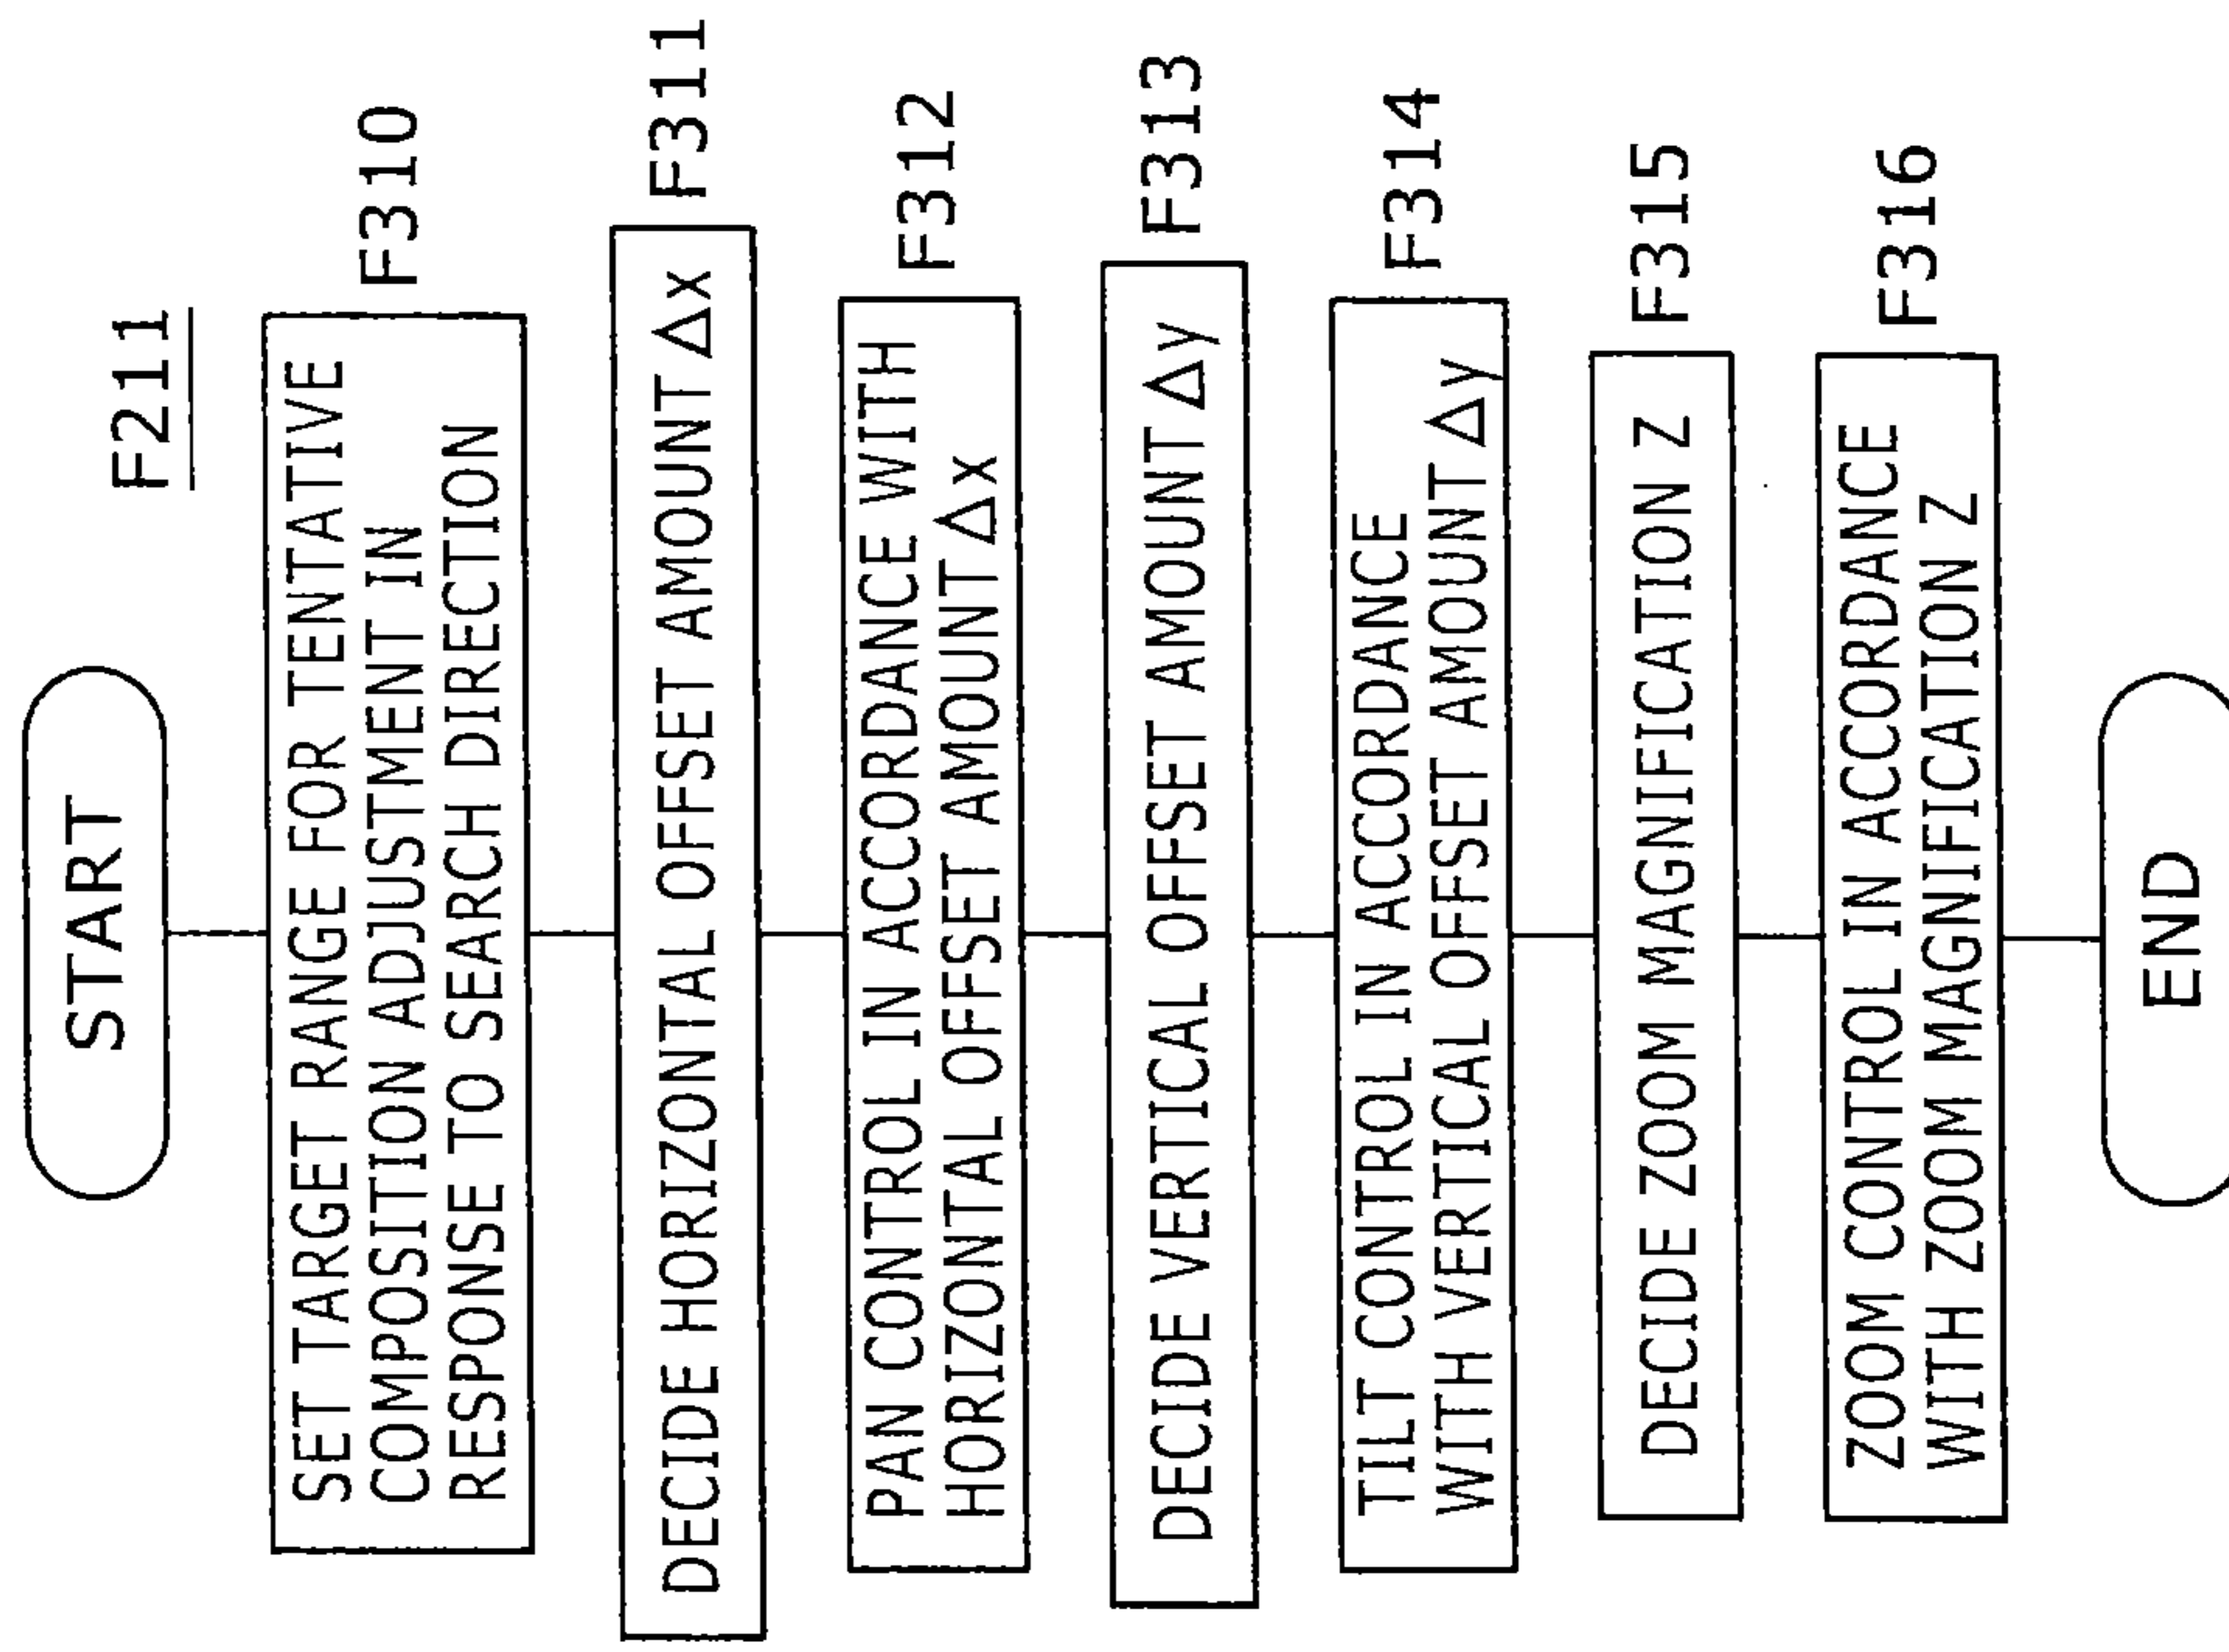 F211
START
SET TARGET RANGE FOR TENTATIVE
COMPOSITION ADJUSTMENT IN
RESPONSE TO SEARCH DIRECTION
F310
DECIDE HORIZONTAL OFFSET AMOUNT Δx
F311
PAN CONTROL IN ACCORDANCE WITH
HORIZONTAL OFFSET AMOUNT Δx
F312
DECIDE VERTICAL OFFSET AMOUNT Δy
F313
TILT CONTROL IN ACCORDANCE
WITH VERTICAL OFFSET AMOUNT Δy
F314
DECIDE ZOOM MAGNIFICATION Z
F315
ZOOM CONTROL IN ACCORDANCE
WITH ZOOM MAGNIFICATION Z
F316
END